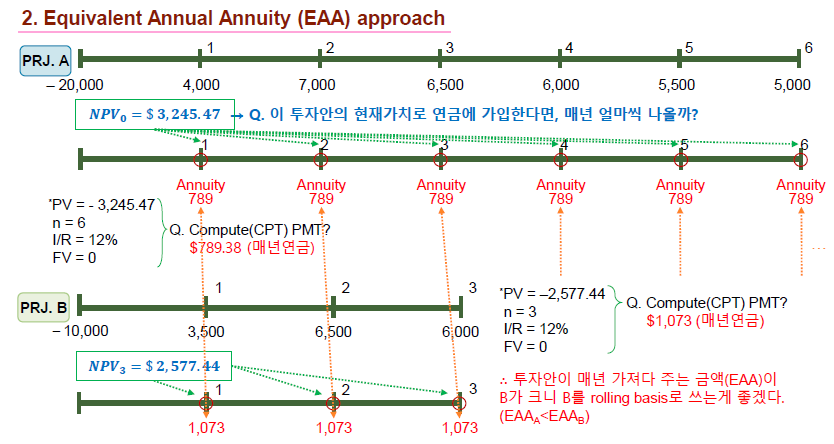 2. Equivalent Annual Annuity (EAA) approach
PRJ. A
1 2 3 4 5 6
– 20,000 4,000 7,000 6,500 6,000 5,500 5,000
NPV₀ = $ 3,245.47 → Q. 이 투자안의 현재가치로 연금에 가입한다면, 매년 얼마씩 나올까?
1 2 3 4 5 6
Annuity Annuity Annuity Annuity Annuity Annuity
789 789 789 789 789 789
*PV = - 3,245.47
n = 6
I/R = 12%
FV = 0
Q. Compute(CPT) PMT?
$789.38 (매년연금)
....
PRJ. B
1 2 3
– 10,000 3,500 6,500 6,000
*PV = –2,577.44
n = 3
I/R = 12%
FV = 0
Q. Compute(CPT) PMT?
$1,073 (매년연금)
NPV₃ = $ 2,577.44
1 2 3
1,073 1,073 1,073
∴ 투자안이 매년 가져다 주는 금액(EAA)이
B가 크니 B를 rolling basis로 쓰는게 좋겠다.
(EAA_A<EAA_B)